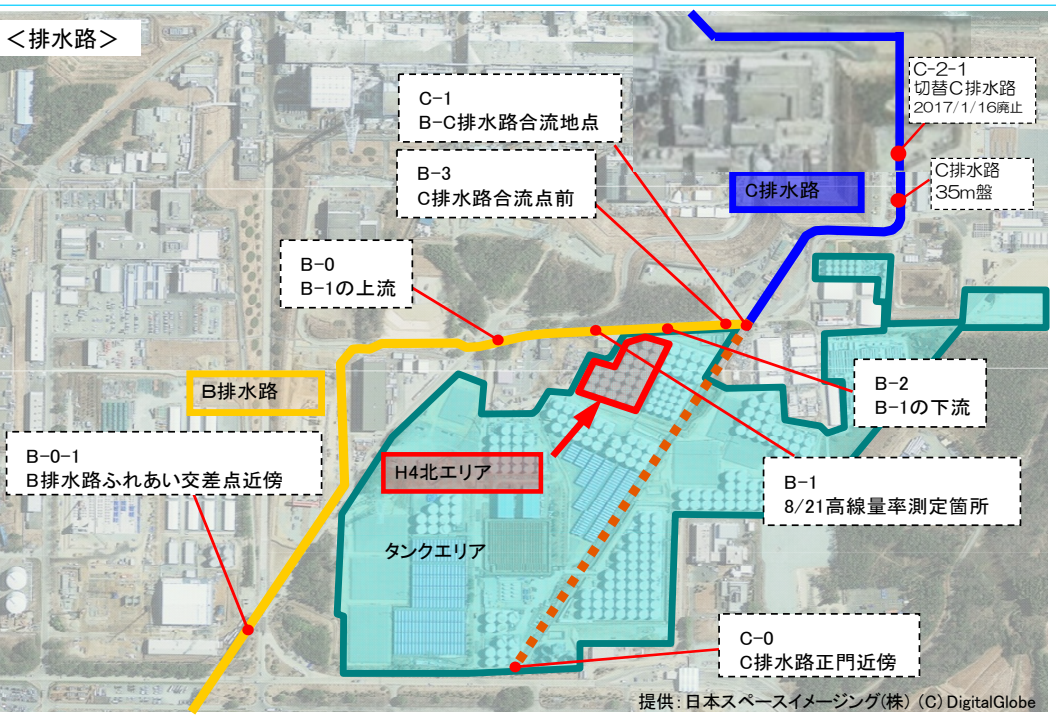 ＜排水路＞
C-2-1
切替C排水路
2017/1/16廃止
C-1
B-C排水路合流地点
B-3
C排水路合流点前
C排水路
35m盤
C排水路
B-0
B-1の上流
B排水路
B-2
B-1の下流
B-0-1
B排水路ふれあい交差点近傍
H4北エリア
B-1
8/21高線量率測定箇所
タンクエリア
C-0
C排水路正門近傍
提供：日本スペースイメージング(株) (C) DigitalGlobe